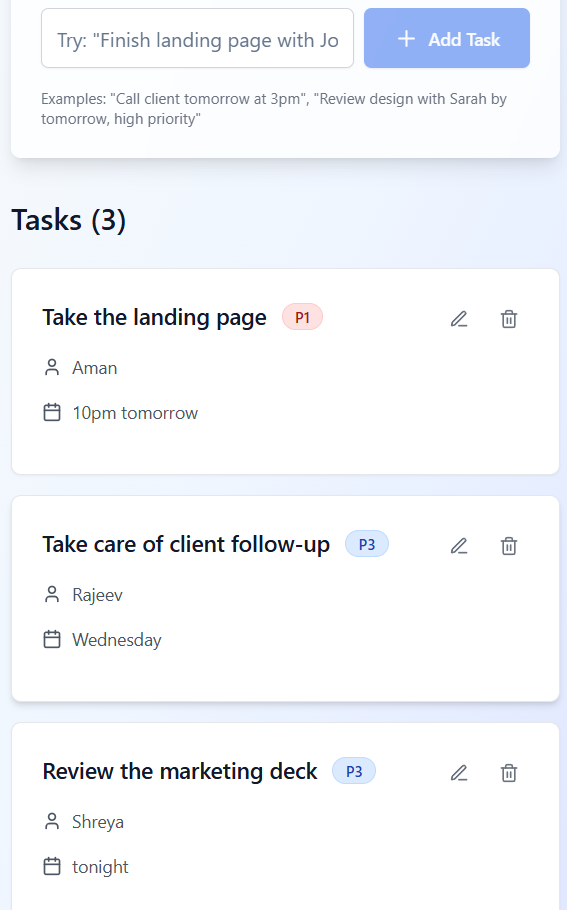 Try: "Finish landing page with Jo
Add Task
Examples: "Call client tomorrow at 3pm", "Review design with Sarah by
tomorrow, high priority"
Tasks (3)
Take the landing page P1
Aman
10pm tomorrow
Take care of client follow-up P3
Rajeev
Wednesday
Review the marketing deck P3
Shreya
tonight